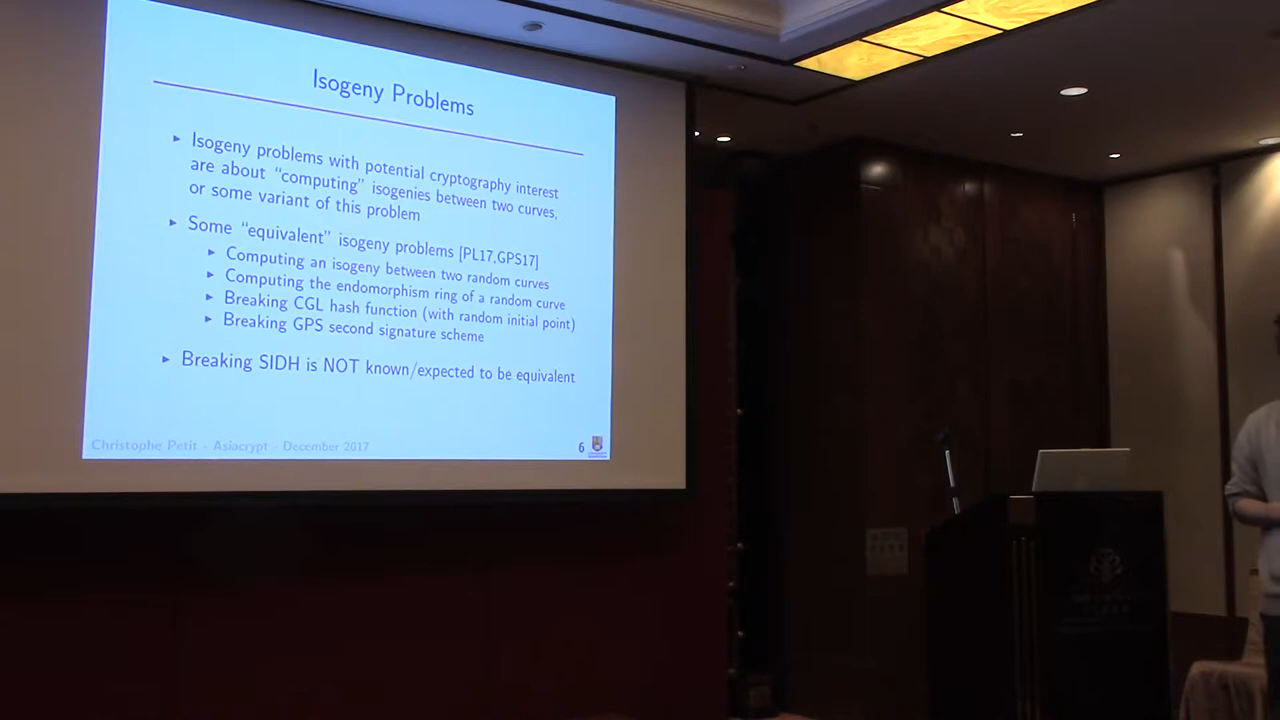 Isogeny Problems
▸ Isogeny problems with potential cryptography interest
are about “computing” isogenies between two curves,
or some variant of this problem
▸ Some “equivalent” isogeny problems [PL17,GPS17]
▸ Computing an isogeny between two random curves
▸ Computing the endomorphism ring of a random curve
▸ Breaking CGL hash function (with random initial point)
▸ Breaking GPS second signature scheme
▸ Breaking SIDH is NOT known/expected to be equivalent
Christophe Petit - Asiacrypt - December 2017
6